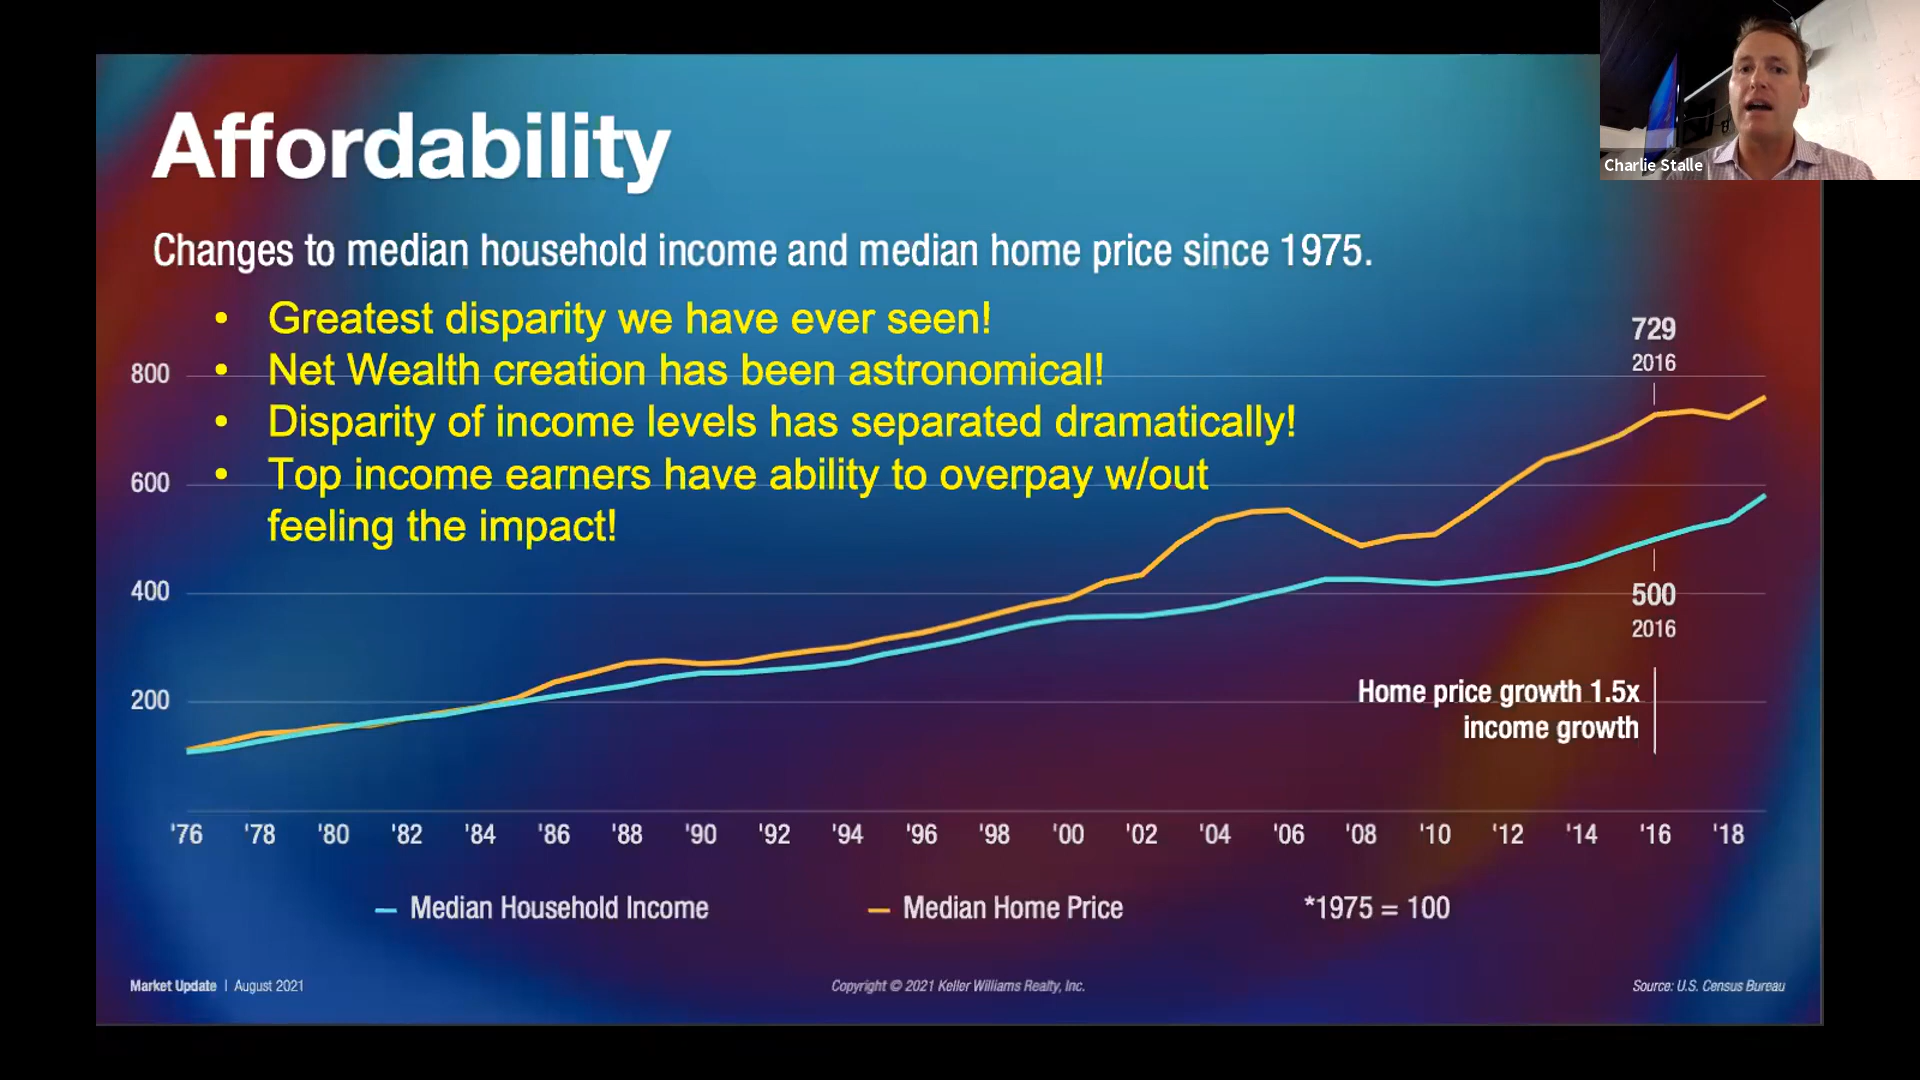 Charlie Stalle
Affordability
Changes to median household income and median home price since 1975.
• Greatest disparity we have ever seen!
• Net Wealth creation has been astronomical!
• Disparity of income levels has separated dramatically!
• Top income earners have ability to overpay w/out
feeling the impact!
729
2016
800
600
400
200
500
2016
Home price growth 1.5x
income growth
'76 '78 '80 '82 '84 '86 '88 '90 '92 '94 '96 '98 '00 '02 '04 '06 '08 '10 '12 '14 '16 '18
Median Household Income Median Home Price *1975 = 100
Market Update | August 2021 Copyright © 2021 Keller Williams Realty, Inc. Source: U.S. Census Bureau